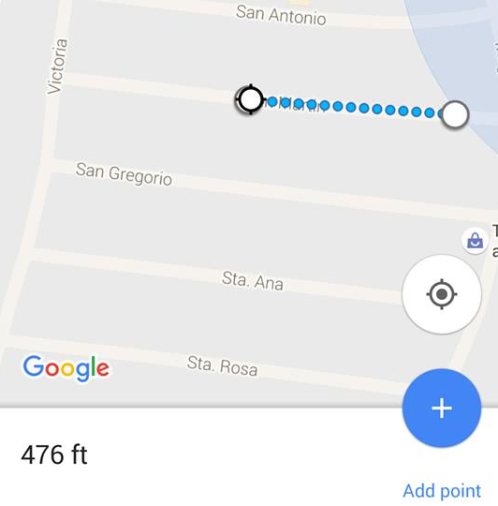 San Antonio
Victoria
San Gregorio
Sta. Ana
Google
Sta. Rosa
476 ft
Add point